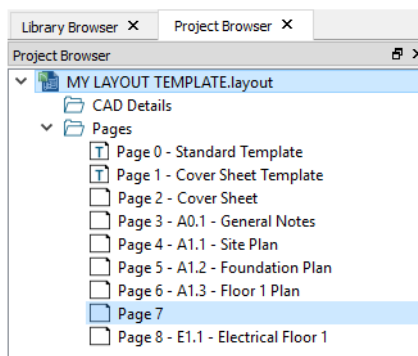 Library Browser ✕ Project Browser ✕
Project Browser
MY LAYOUT TEMPLATE.layout
CAD Details
Pages
T Page 0 - Standard Template
T Page 1 - Cover Sheet Template
Page 2 - Cover Sheet
Page 3 - A0.1 - General Notes
Page 4 - A1.1 - Site Plan
Page 5 - A1.2 - Foundation Plan
Page 6 - A1.3 - Floor 1 Plan
Page 7
Page 8 - E1.1 - Electrical Floor 1